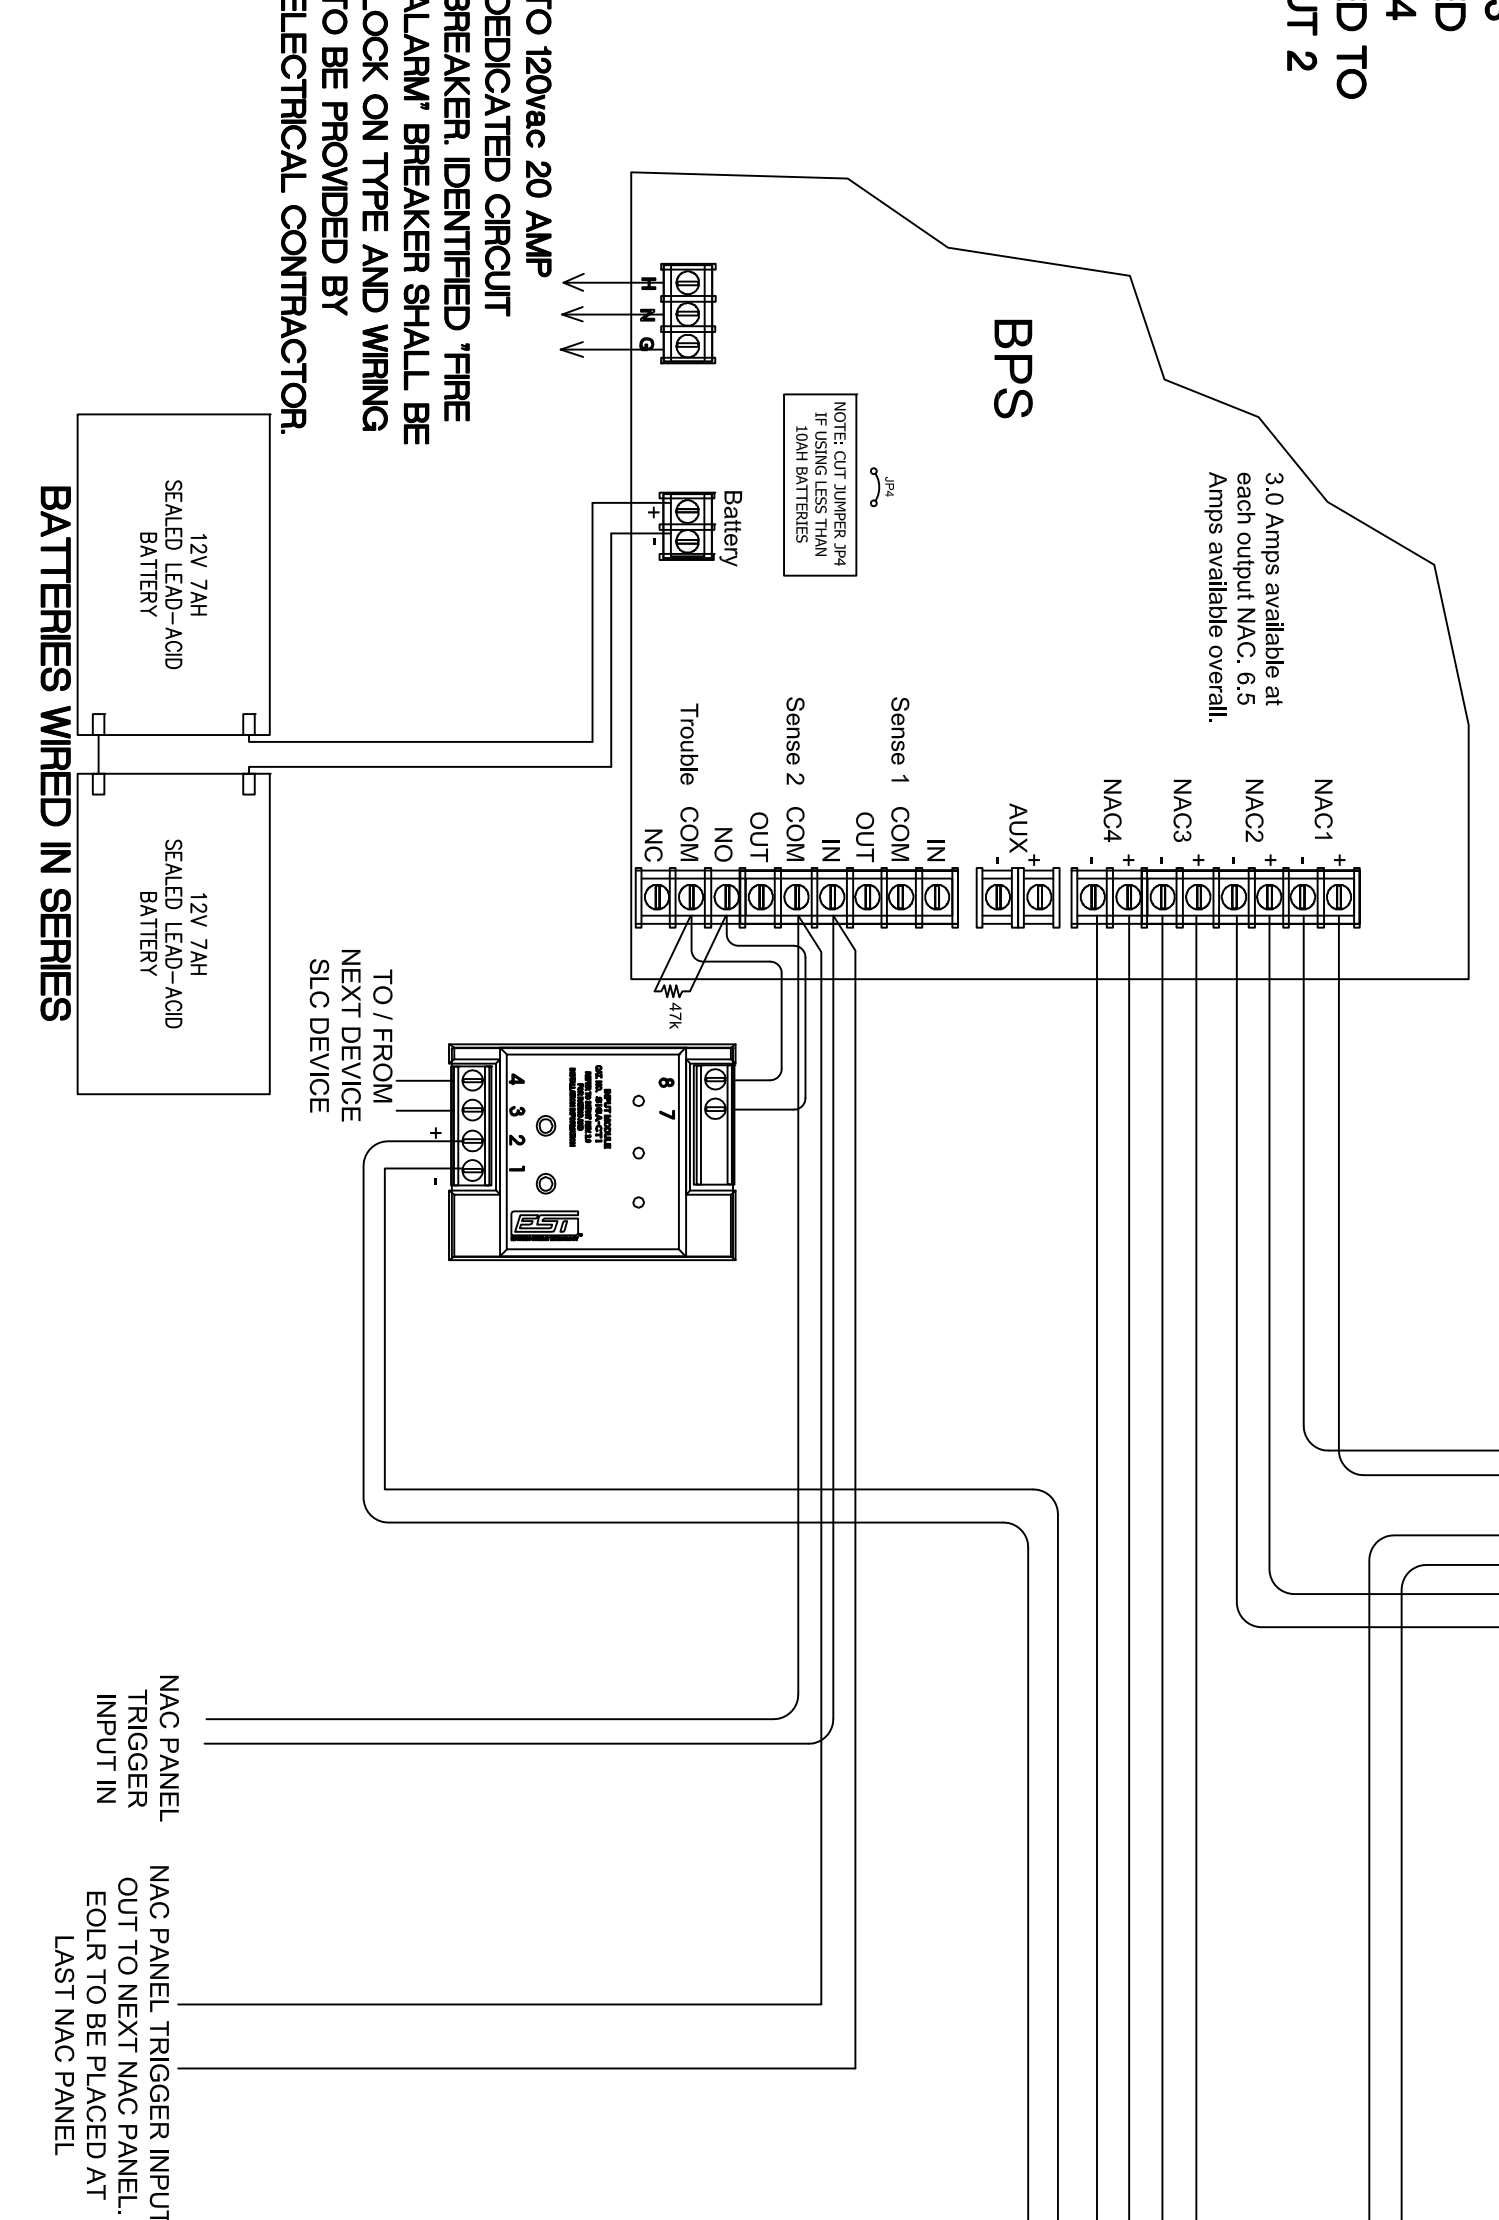 3
ED
4
ED TO
UT 2
TO 120vac 20 AMP
DEDICATED CIRCUIT
BREAKER. IDENTIFIED "FIRE
ALARM" BREAKER SHALL BE
LOCK ON TYPE AND WIRING
TO BE PROVIDED BY
ELECTRICAL CONTRACTOR.
BPS
H
N
G
3.0 Amps available at
each output NAC. 6.5
Amps available overall.
JP4
NOTE: CUT JUMPER JP4
IF USING LESS THAN
10AH BATTERIES
Battery
+
-
12V 7AH
SEALED LEAD-ACID
BATTERY
12V 7AH
SEALED LEAD-ACID
BATTERY
BATTERIES WIRED IN SERIES
NAC1
+
-
NAC2
+
-
NAC3
+
-
NAC4
+
-
AUX
+
-
Sense 1
IN
COM
OUT
Sense 2
IN
COM
OUT
Trouble
NO
COM
NC
47k
8
7
INPUT MODULE
4
3
2
1
+
-
EST
TO / FROM
NEXT DEVICE
SLC DEVICE
NAC PANEL
TRIGGER
INPUT IN
NAC PANEL TRIGGER INPUT
OUT TO NEXT NAC PANEL.
EOLR TO BE PLACED AT
LAST NAC PANEL